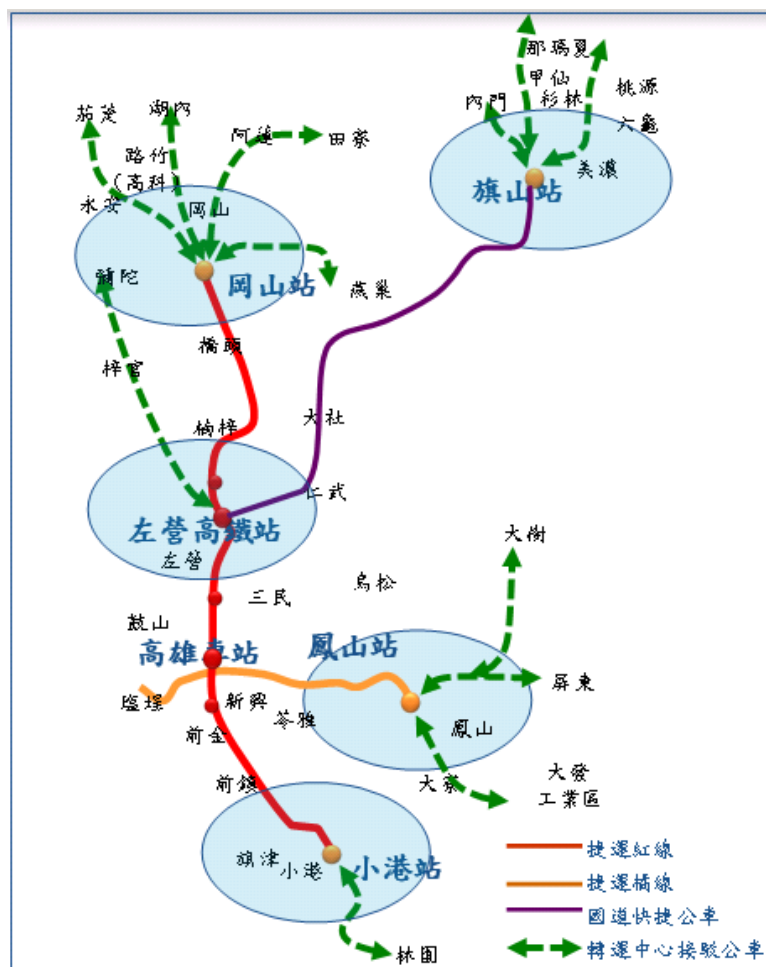 那瑪夏
甲仙
桃源
內門
杉林
六龜
美濃
旗山站
茄萣
湖內
阿蓮
田寮
路竹
(高科)
永安
岡山
彌陀
岡山站
燕巢
橋頭
梓官
大社
楠梓
仁武
左營高鐵站
左營
大樹
三民
鳥松
鼓山
高雄車站
鳳山站
屏東
鹽埕
新興
苓雅
前金
鳳山
前鎮
大寮
大發
工業區
旗津
小港
小港站
林園
捷運紅線
捷運橘線
國道快捷公車
轉運中心接駁公車